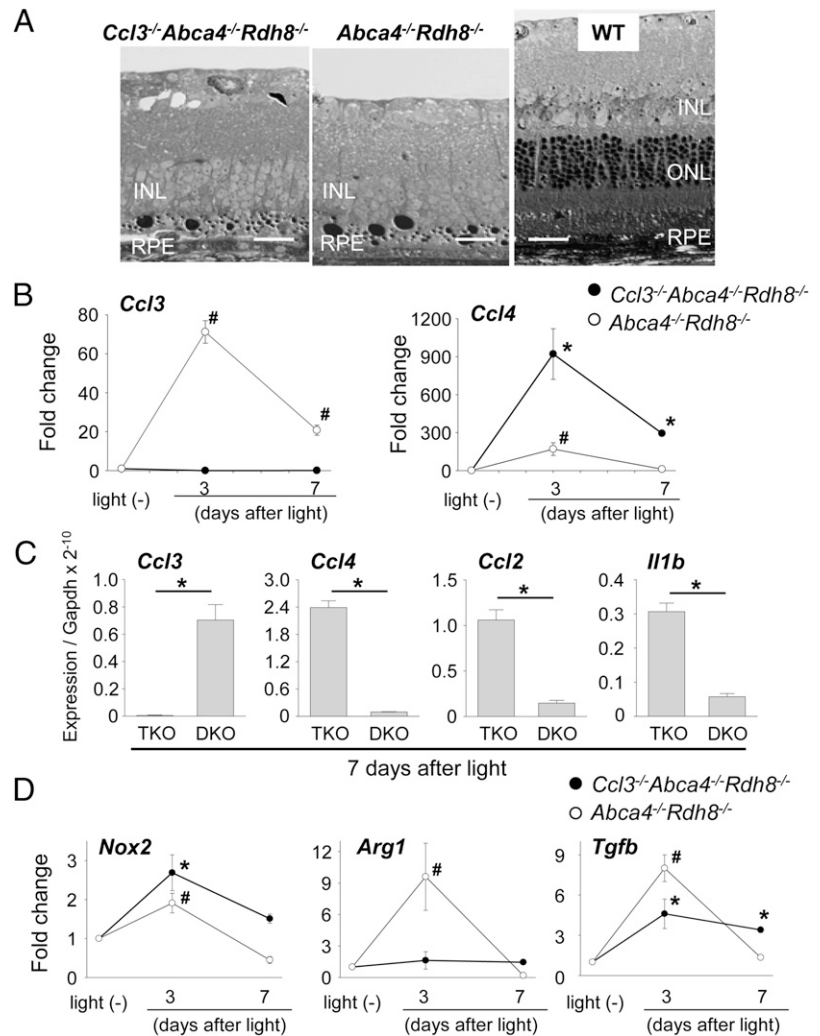 A
Ccl3-/-Abca4-/-Rdh8-/-
Abca4-/-Rdh8-/-
WT
INL
RPE
INL
RPE
INL
ONL
RPE
B
Ccl3
Fold change
80
60
40
20
0
#
#
light (-)
3
7
(days after light)
Ccl4
Fold change
1200
900
600
300
0
*
*
#
light (-)
3
7
(days after light)
● Ccl3-/-Abca4-/-Rdh8-/-
○ Abca4-/-Rdh8-/-
C
Expression / Gapdh x 2-10
Ccl3
*
1.0
0.8
0.6
0.4
0.2
0
TKO DKO
Ccl4
*
3.0
2.4
1.8
1.2
0.6
0
TKO DKO
Ccl2
*
1.5
1.0
0.5
0
TKO DKO
Il1b
*
0.4
0.3
0.2
0.1
0
TKO DKO
7 days after light
D
● Ccl3-/-Abca4-/-Rdh8-/-
○ Abca4-/-Rdh8-/-
Nox2
Fold change
3
2
1
0
*
#
light (-)
3
7
(days after light)
Arg1
12
9
6
3
0
#
light (-)
3
7
(days after light)
Tgfb
9
6
3
0
#
*
*
light (-)
3
7
(days after light)